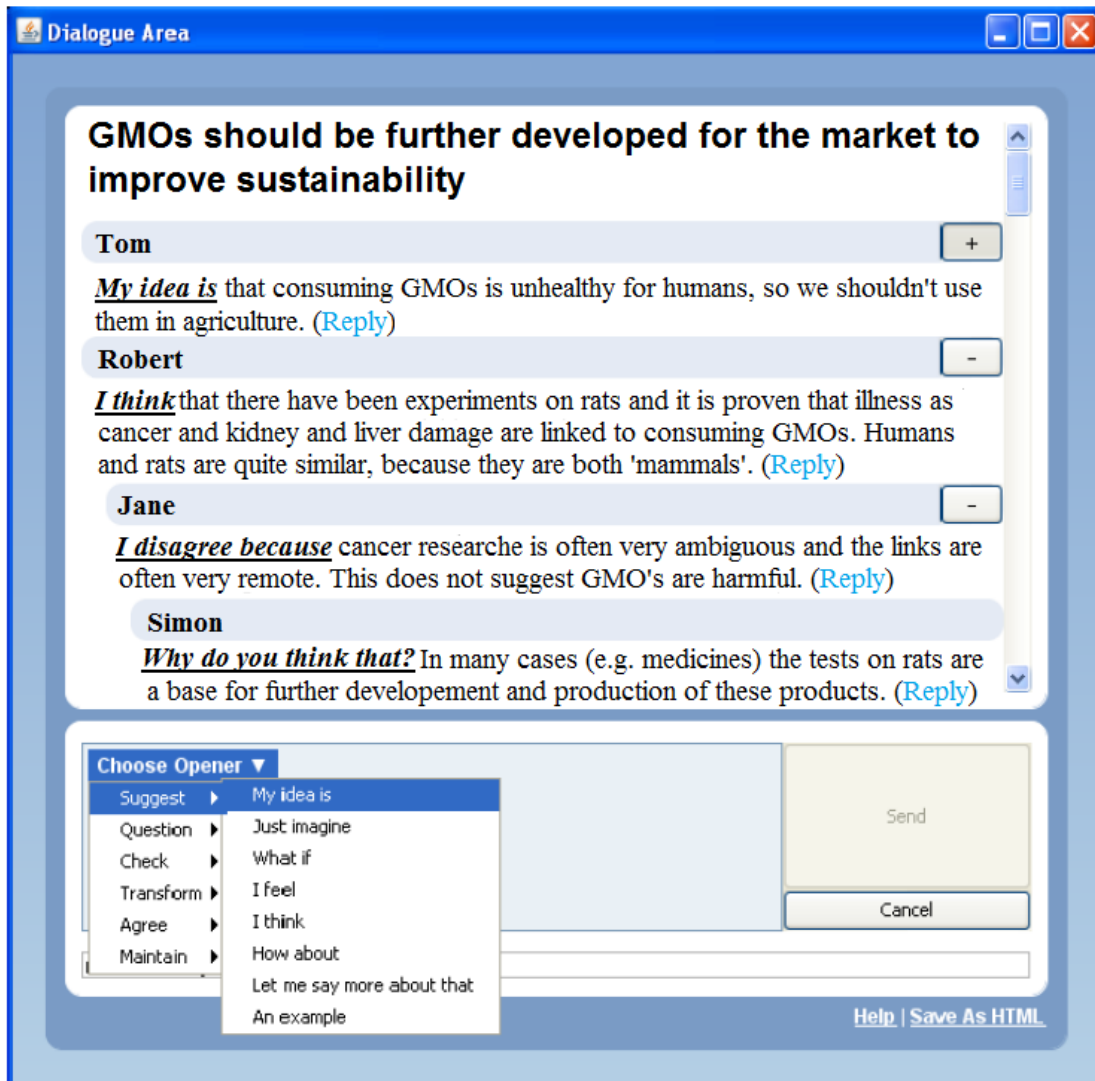 Dialogue Area
GMOs should be further developed for the market to
improve sustainability
Tom
+
My idea is that consuming GMOs is unhealthy for humans, so we shouldn't use
them in agriculture. (Reply)
Robert
-
I think that there have been experiments on rats and it is proven that illness as
cancer and kidney and liver damage are linked to consuming GMOs. Humans
and rats are quite similar, because they are both 'mammals'. (Reply)
Jane
-
I disagree because cancer researche is often very ambiguous and the links are
often very remote. This does not suggest GMO's are harmful. (Reply)
Simon
Why do you think that? In many cases (e.g. medicines) the tests on rats are
a base for further developement and production of these products. (Reply)
Choose Opener ▼
Suggest
Question
Check
Transform
Agree
Maintain
My idea is
Just imagine
What if
I feel
I think
How about
Let me say more about that
An example
Send
Cancel
Help | Save As HTML